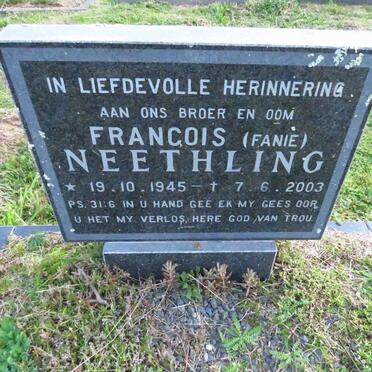 IN LIEFDEVOLLE HERINNERING
AAN ONS BROER EN OOM
FRANCOIS (FANIE)
NEETHLING
* 19.10.1945 - † 7.6.2003
PS.31:6 IN U HAND GEE EK MY GEES OOR,
U HET MY VERLOS, HERE GOD VAN TROU.